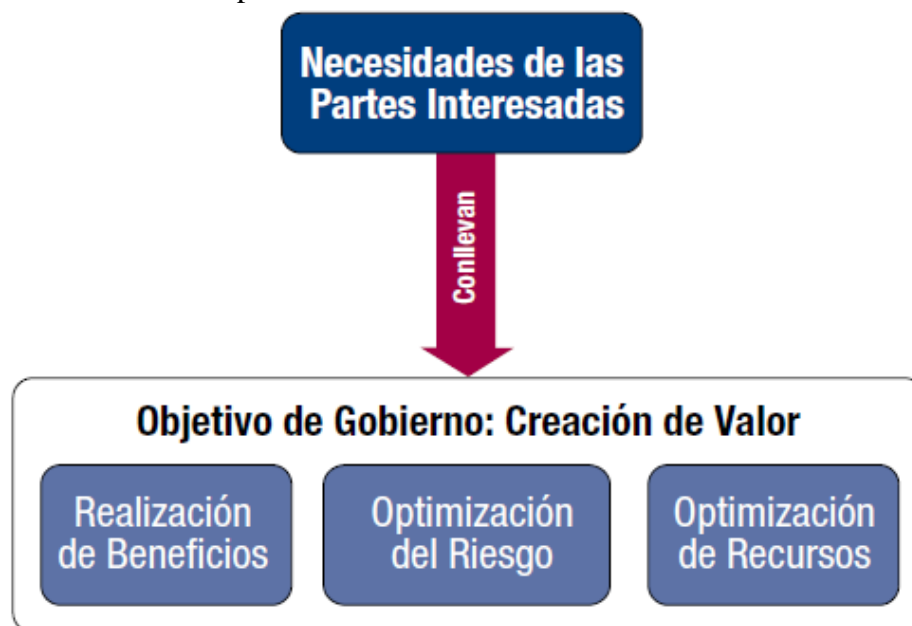 Necesidades de las
Partes Interesadas
Conllevan
Objetivo de Gobierno: Creación de Valor
Realización
de Beneficios
Optimización
del Riesgo
Optimización
de Recursos